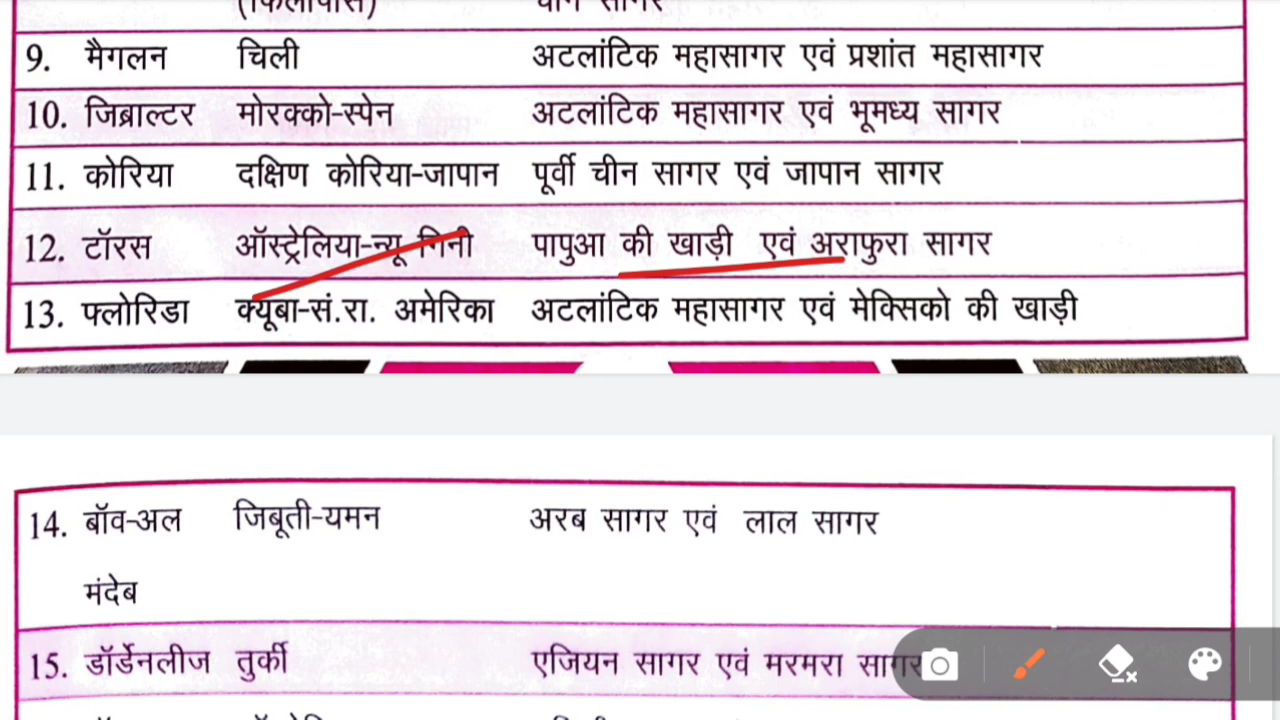 (फिलीपींस) चीन सागर
9. मैगलन चिली अटलांटिक महासागर एवं प्रशांत महासागर
10. जिब्राल्टर मोरक्को-स्पेन अटलांटिक महासागर एवं भूमध्य सागर
11. कोरिया दक्षिण कोरिया-जापान पूर्वी चीन सागर एवं जापान सागर
12. टॉरस ऑस्ट्रेलिया-न्यू गिनी पापुआ की खाड़ी एवं अराफुरा सागर
13. फ्लोरिडा क्यूबा-सं.रा. अमेरिका अटलांटिक महासागर एवं मेक्सिको की खाड़ी
14. बॉव-अल जिबूती-यमन अरब सागर एवं लाल सागर
मंदेब
15. डॉर्डेनलीज तुर्की एजियन सागर एवं मरमरा सागर